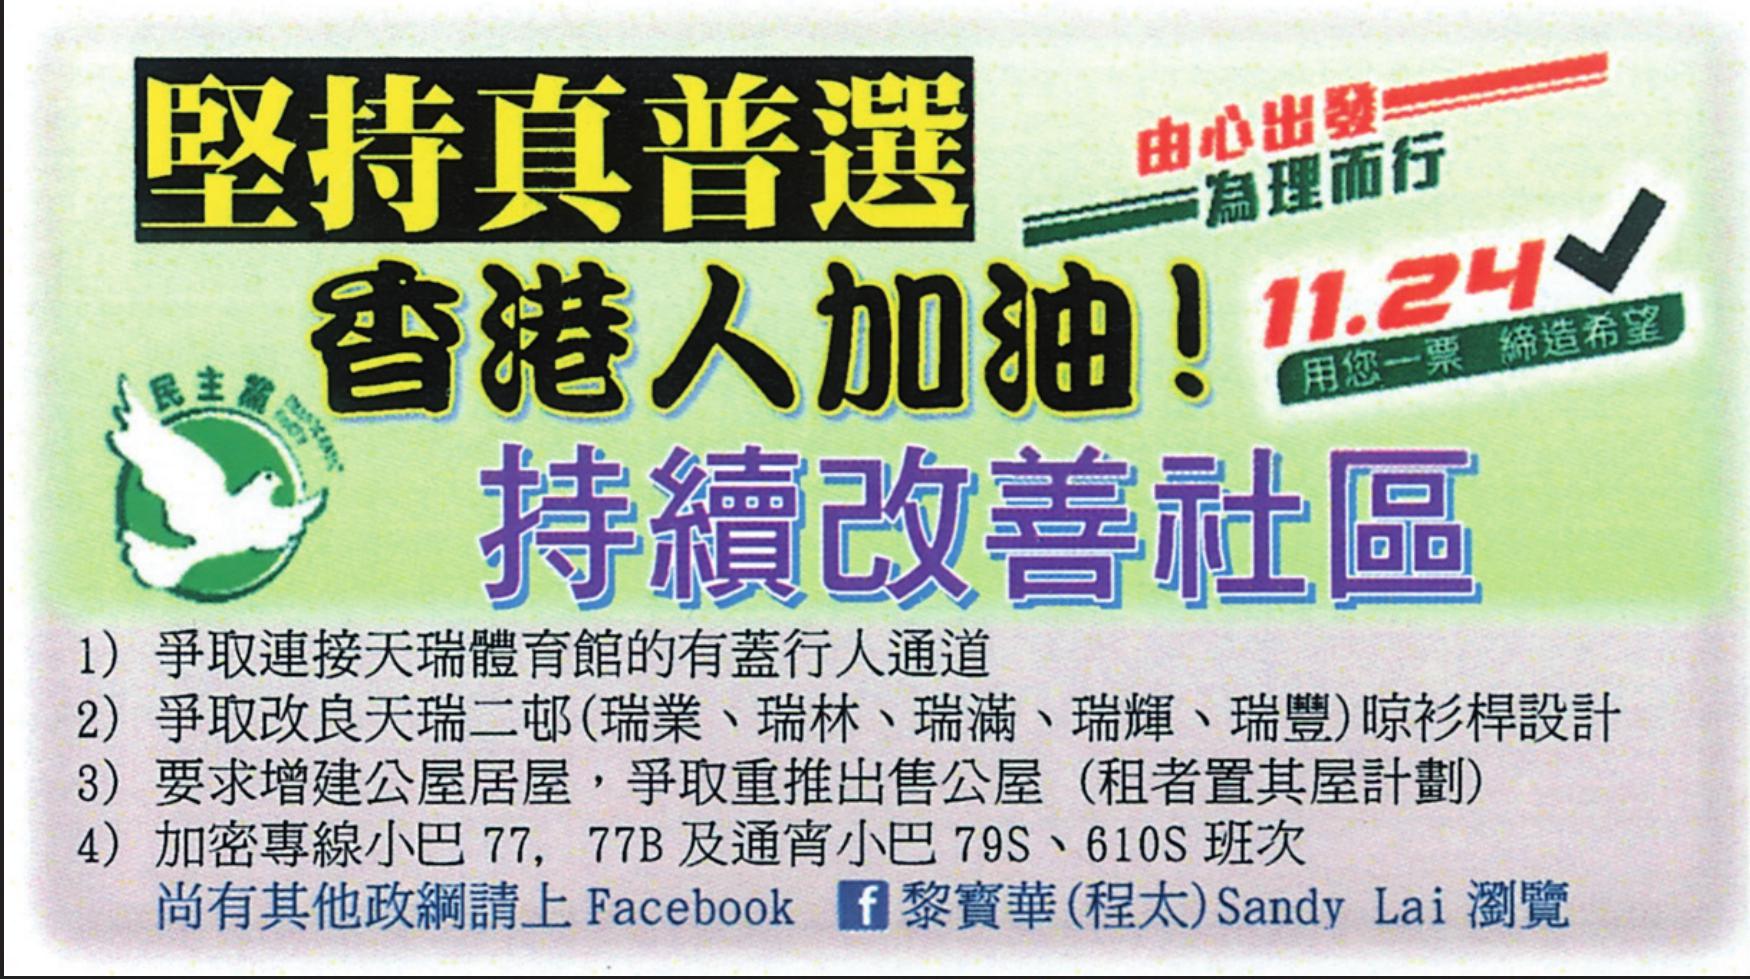 堅持真普選
由心出發
為理而行
香港人加油!
11.24
用您一票 締造希望
民主黨
持續改善社區
1) 爭取連接天瑞體育館的有蓋行人通道
2) 爭取改良天瑞二邨(瑞業、瑞林、瑞滿、瑞輝、瑞豐)晾衫桿設計
3) 要求增建公屋居屋，爭取重推出售公屋 (租者置其屋計劃)
4) 加密專線小巴 77, 77B 及通宵小巴 79S、610S 班次
尚有其他政綱請上 Facebook f 黎寶華(程太)Sandy Lai 瀏覽